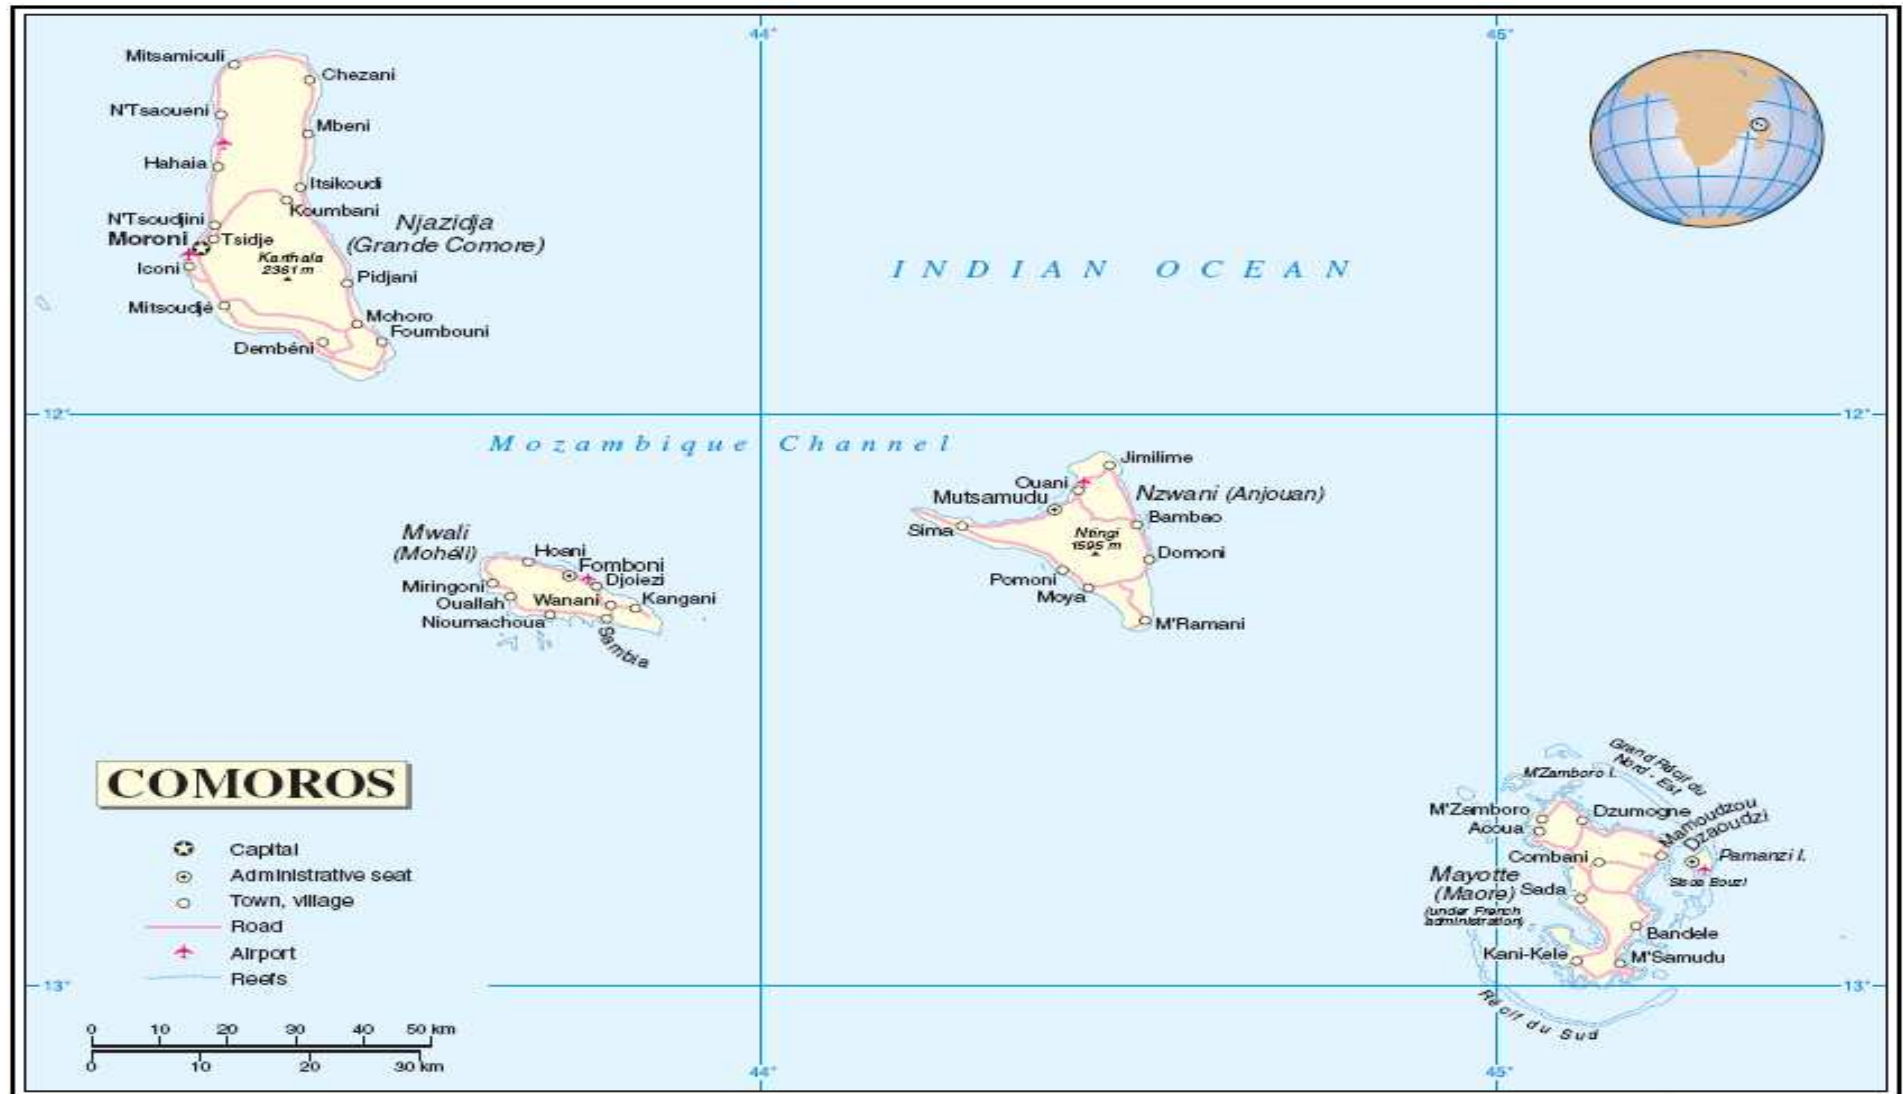 44°
45°
Mitsamiouli
Chezani
N'Tsaoueni
Mbeni
Hahaia
Itsikoudi
Koumbani
N'Tsoudjini
Moroni
Tsidje
Njazidja
(Grande Comore)
Karthala
2361 m
Iconi
Pidjani
Mitsoudjé
Mohoro
Foumbouni
Dembéni
INDIAN OCEAN
12°
12°
Mozambique Channel
Jimilime
Ouani
Mutsamudu
Nzwani (Anjouan)
Sima
Bambao
Ntingi
1595 m
Domoni
Pomoni
Moya
M'Ramani
Mwali
(Mohéli)
Hoani
Fomboni
Djoiezi
Miringoni
Ouallah
Wanani
Kangani
Nioumachoua
Sambia
Grand Récif du
Nord - Est
M'Zamboro I.
M'Zamboro
Dzumogne
Acoua
Mamoudzou
Dzaoudzi
Combani
Pamanzi I.
Mayotte
(Maore)
(under French
administration)
Sada
Bandele
Kani-Kele
M'Samudu
Récif du Sud
COMOROS
Capital
Administrative seat
Town, village
Road
Airport
Reefs
13°
13°
0 10 20 30 40 50 km
0 10 20 30 km
44°
45°